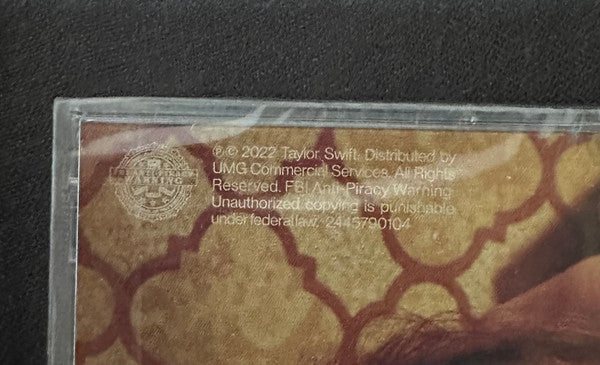 ℗© 2022 Taylor Swift. Distributed by
UMG Commercial Services. All Rights
Reserved. FBI Anti-Piracy Warning:
Unauthorized copying is punishable
under federal law. 2445790104